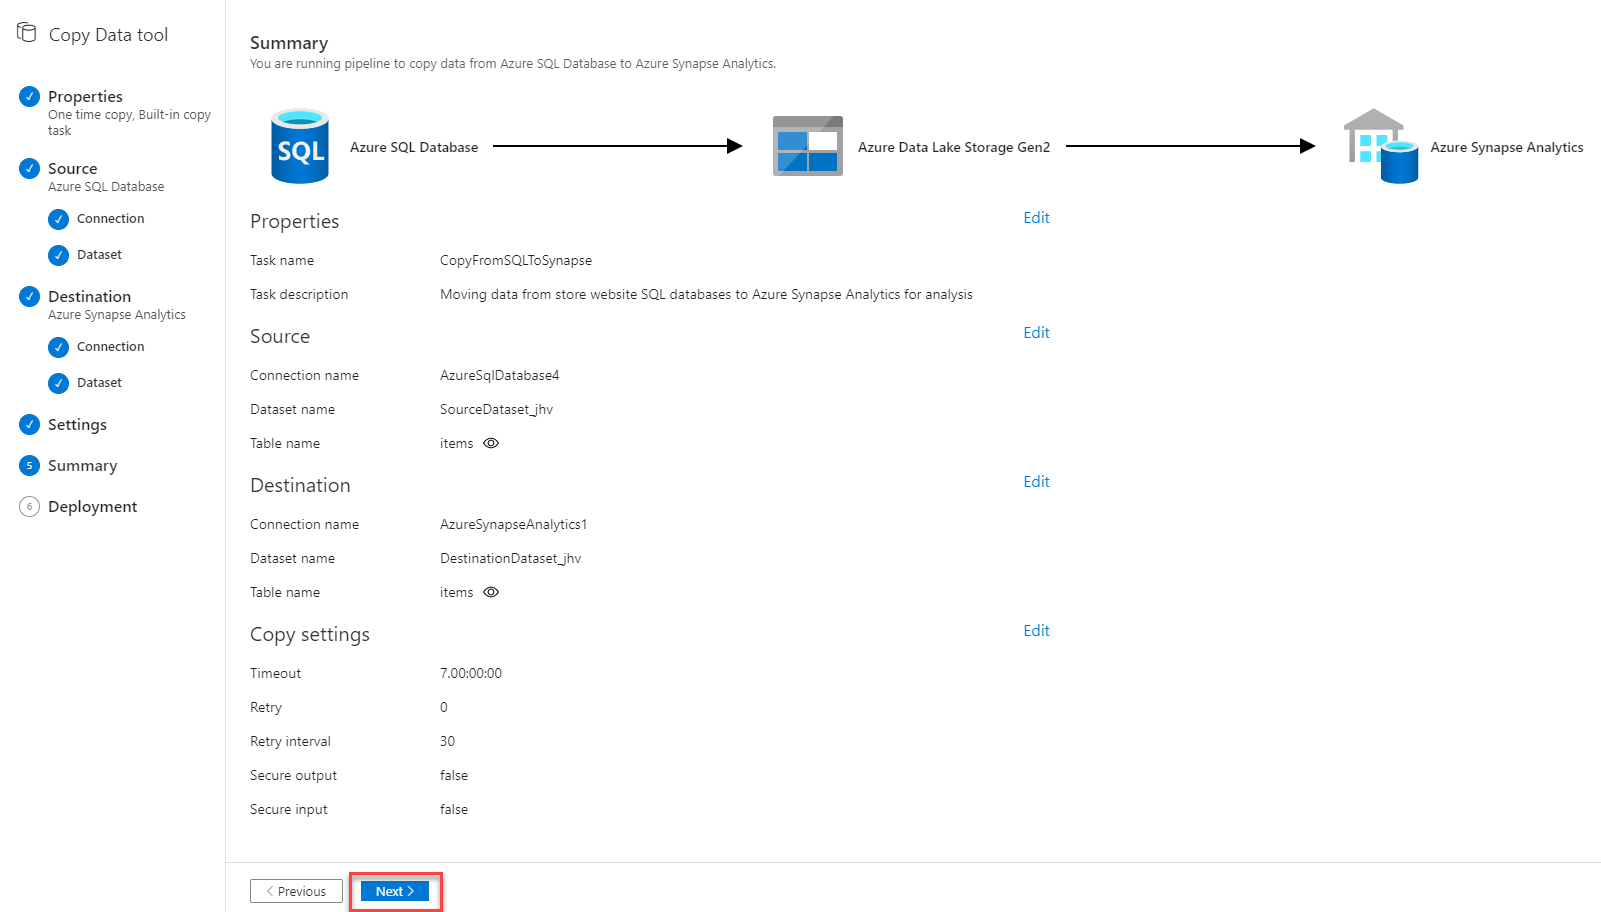 Copy Data tool
Properties
One time copy, Built-in copy
task
Source
Azure SQL Database
Connection
Dataset
Destination
Azure Synapse Analytics
Connection
Dataset
Settings
5 Summary
6 Deployment
Summary
You are running pipeline to copy data from Azure SQL Database to Azure Synapse Analytics.
SQL Azure SQL Database Azure Data Lake Storage Gen2 Azure Synapse Analytics
Properties Edit
Task name CopyFromSQLToSynapse
Task description Moving data from store website SQL databases to Azure Synapse Analytics for analysis
Source Edit
Connection name AzureSqlDatabase4
Dataset name SourceDataset_jhv
Table name items
Destination Edit
Connection name AzureSynapseAnalytics1
Dataset name DestinationDataset_jhv
Table name items
Copy settings Edit
Timeout 7.00:00:00
Retry 0
Retry interval 30
Secure output false
Secure input false
< Previous Next >